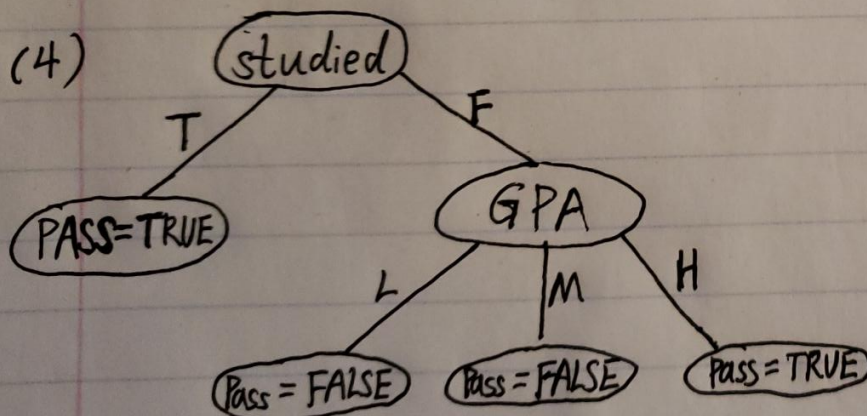 (4)
studied
T
F
PASS=TRUE
GPA
L
M
H
Pass = FALSE
Pass = FALSE
Pass = TRUE